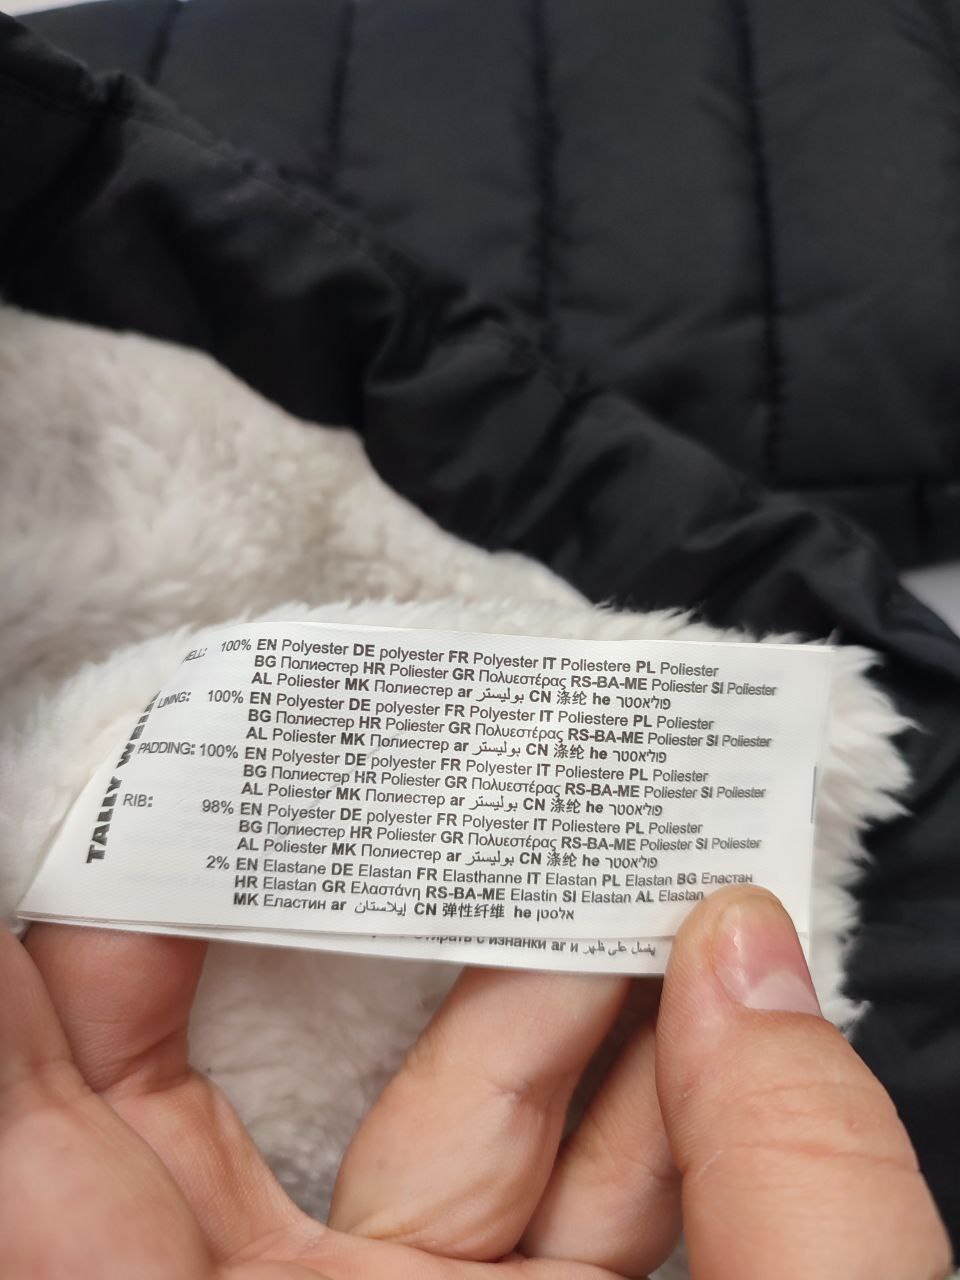 TALLY WEIJL
SHELL: 100% EN Polyester DE polyester FR Polyester IT Poliestere PL Poliester
BG Полиестер HR Poliester GR Πολυεστέρας RS-BA-ME Poliester SI Poliester
AL Poliester MK Полиестер ar بوليستر CN 涤纶 he פוליאסטר
LINING: 100% EN Polyester DE polyester FR Polyester IT Poliestere PL Poliester
BG Полиестер HR Poliester GR Πολυεστέρας RS-BA-ME Poliester SI Poliester
AL Poliester MK Полиестер ar بوليستر CN 涤纶 he פוליאסטר
PADDING: 100% EN Polyester DE polyester FR Polyester IT Poliestere PL Poliester
BG Полиестер HR Poliester GR Πολυεστέρας RS-BA-ME Poliester SI Poliester
AL Poliester MK Полиестер ar بوليستر CN 涤纶 he פוליאסטר
RIB: 98% EN Polyester DE polyester FR Polyester IT Poliestere PL Poliester
BG Полиестер HR Poliester GR Πολυεστέρας RS-BA-ME Poliester SI Poliester
AL Poliester MK Полиестер ar بوليستر CN 涤纶 he פוליאסטר
2% EN Elastane DE Elastan FR Elasthanne IT Elastan PL Elastan BG Еластан
HR Elastan GR Ελαστάνη RS-BA-ME Elastin SI Elastan AL Elastan
MK Еластин ar إيلاستان CN 弹性纤维 he אלסטן
с изнанки ar